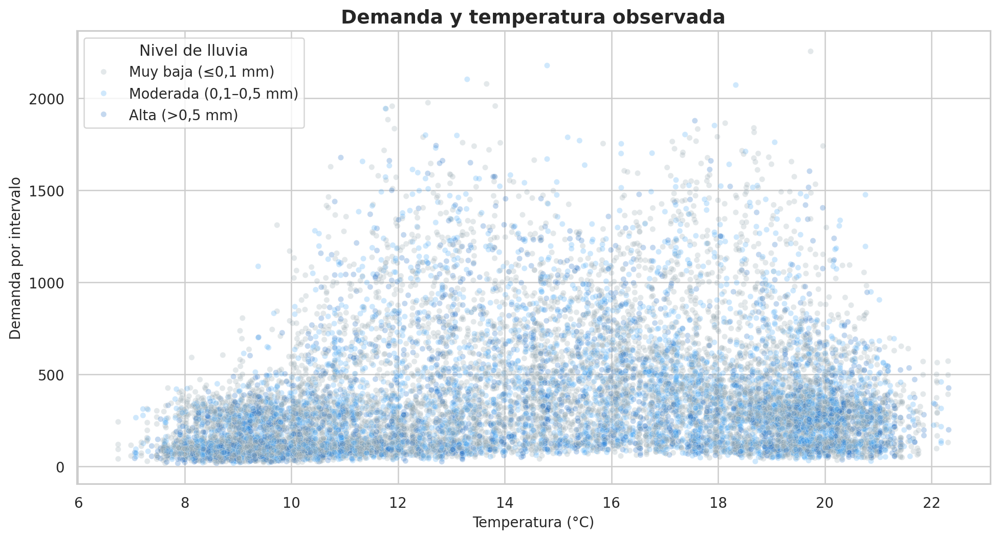 Demanda y temperatura observada
Nivel de lluvia
Muy baja (≤0,1 mm)
Moderada (0,1–0,5 mm)
Alta (>0,5 mm)
Demanda por intervalo
2000
1500
1000
500
0
6 8 10 12 14 16 18 20 22
Temperatura (°C)